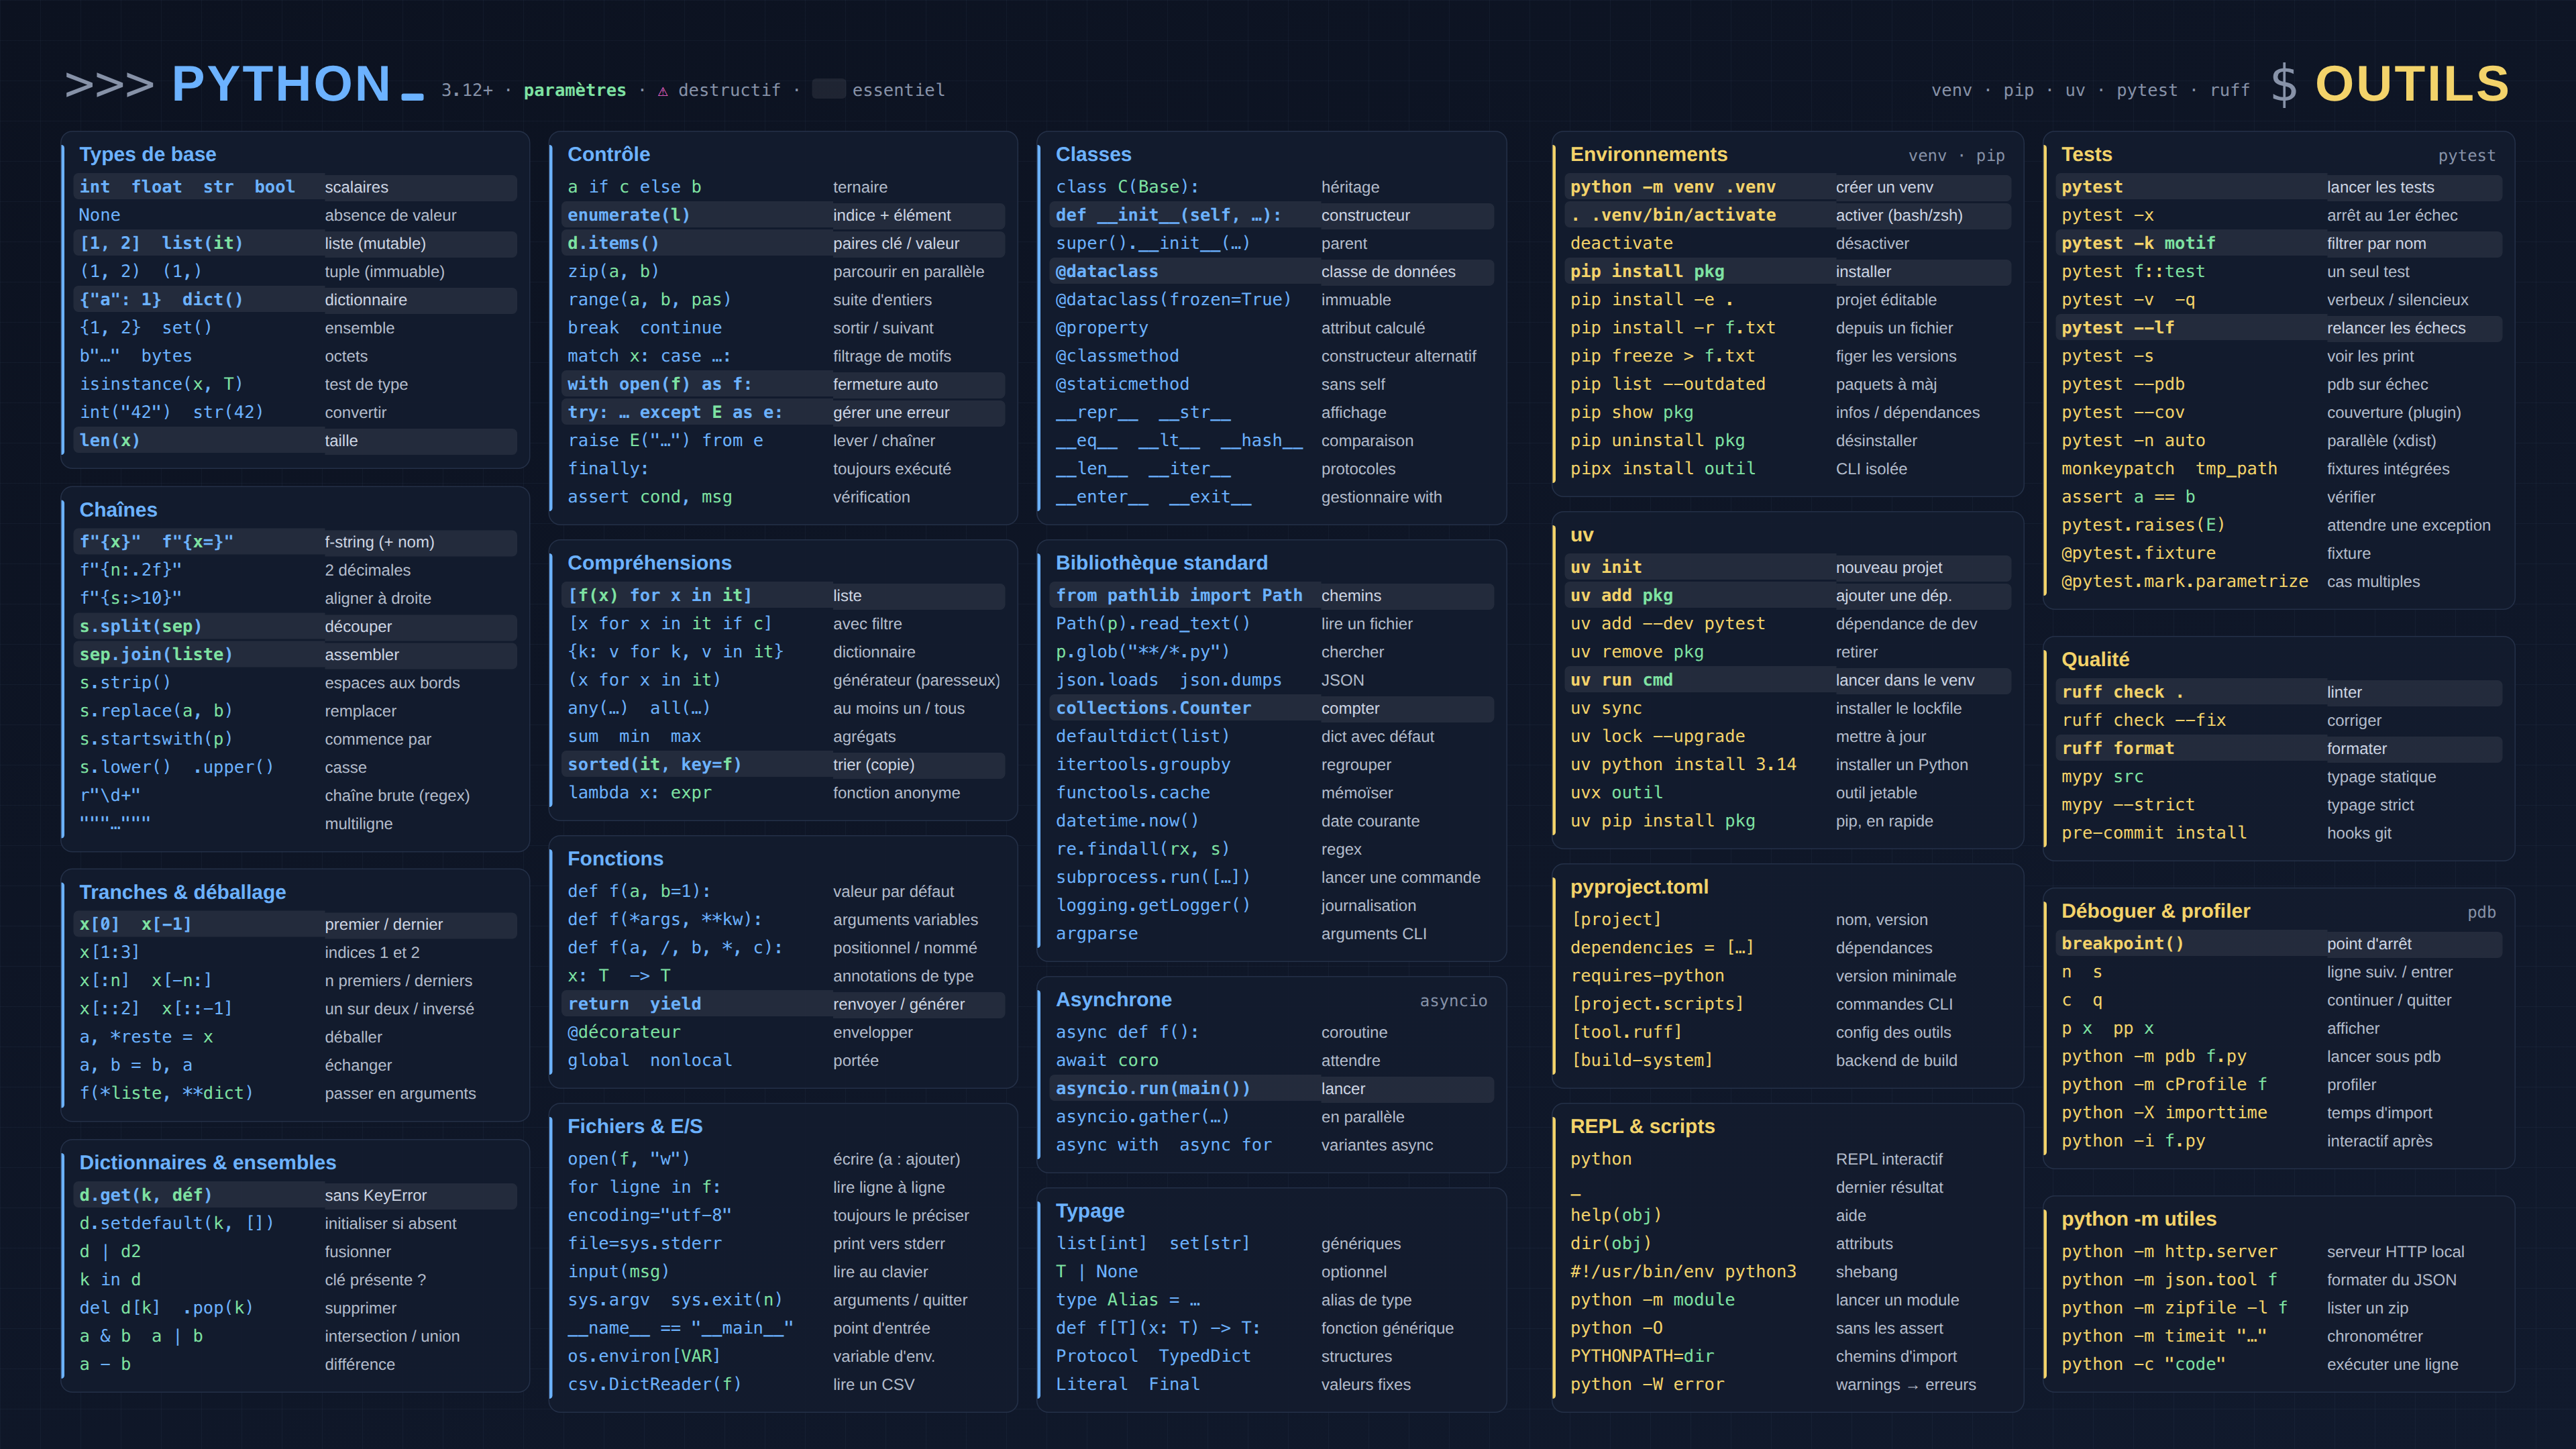 >>> PYTHON_ 3.12+ · paramètres · ⚠ destructif · essentiel
venv · pip · uv · pytest · ruff $ OUTILS
Types de base
int float str bool scalaires
None absence de valeur
[1, 2] list(it) liste (mutable)
(1, 2) (1,) tuple (immuable)
{"a": 1} dict() dictionnaire
{1, 2} set() ensemble
b"…" bytes octets
isinstance(x, T) test de type
int("42") str(42) convertir
len(x) taille
Chaînes
f"{x}" f"{x=}" f-string (+ nom)
f"{n:.2f}" 2 décimales
f"{s:>10}" aligner à droite
s.split(sep) découper
sep.join(liste) assembler
s.strip() espaces aux bords
s.replace(a, b) remplacer
s.startswith(p) commence par
s.lower() .upper() casse
r"\d+" chaîne brute (regex)
"""…""" multiligne
Tranches & déballage
x[0] x[-1] premier / dernier
x[1:3] indices 1 et 2
x[:n] x[-n:] n premiers / derniers
x[::2] x[::-1] un sur deux / inversé
a, *reste = x déballer
a, b = b, a échanger
f(*liste, **dict) passer en arguments
Dictionnaires & ensembles
d.get(k, déf) sans KeyError
d.setdefault(k, []) initialiser si absent
d | d2 fusionner
k in d clé présente ?
del d[k] .pop(k) supprimer
a & b a | b intersection / union
a - b différence
Contrôle
a if c else b ternaire
enumerate(l) indice + élément
d.items() paires clé / valeur
zip(a, b) parcourir en parallèle
range(a, b, pas) suite d'entiers
break continue sortir / suivant
match x: case …: filtrage de motifs
with open(f) as f: fermeture auto
try: … except E as e: gérer une erreur
raise E("…") from e lever / chaîner
finally: toujours exécuté
assert cond, msg vérification
Compréhensions
[f(x) for x in it] liste
[x for x in it if c] avec filtre
{k: v for k, v in it} dictionnaire
(x for x in it) générateur (paresseux)
any(…) all(…) au moins un / tous
sum min max agrégats
sorted(it, key=f) trier (copie)
lambda x: expr fonction anonyme
Fonctions
def f(a, b=1): valeur par défaut
def f(*args, **kw): arguments variables
def f(a, /, b, *, c): positionnel / nommé
x: T -> T annotations de type
return yield renvoyer / générer
@décorateur envelopper
global nonlocal portée
Fichiers & E/S
open(f, "w") écrire (a : ajouter)
for ligne in f: lire ligne à ligne
encoding="utf-8" toujours le préciser
file=sys.stderr print vers stderr
input(msg) lire au clavier
sys.argv sys.exit(n) arguments / quitter
__name__ == "__main__" point d'entrée
os.environ[VAR] variable d'env.
csv.DictReader(f) lire un CSV
Classes
class C(Base): héritage
def __init__(self, …): constructeur
super().__init__(…) parent
@dataclass classe de données
@dataclass(frozen=True) immuable
@property attribut calculé
@classmethod constructeur alternatif
@staticmethod sans self
__repr__ __str__ affichage
__eq__ __lt__ __hash__ comparaison
__len__ __iter__ protocoles
__enter__ __exit__ gestionnaire with
Bibliothèque standard
from pathlib import Path chemins
Path(p).read_text() lire un fichier
p.glob("**/*.py") chercher
json.loads json.dumps JSON
collections.Counter compter
defaultdict(list) dict avec défaut
itertools.groupby regrouper
functools.cache mémoïser
datetime.now() date courante
re.findall(rx, s) regex
subprocess.run([…]) lancer une commande
logging.getLogger() journalisation
argparse arguments CLI
Asynchrone asyncio
async def f(): coroutine
await coro attendre
asyncio.run(main()) lancer
asyncio.gather(…) en parallèle
async with async for variantes async
Typage
list[int] set[str] génériques
T | None optionnel
type Alias = … alias de type
def f[T](x: T) -> T: fonction générique
Protocol TypedDict structures
Literal Final valeurs fixes
Environnements venv · pip
python -m venv .venv créer un venv
. .venv/bin/activate activer (bash/zsh)
deactivate désactiver
pip install pkg installer
pip install -e . projet éditable
pip install -r f.txt depuis un fichier
pip freeze > f.txt figer les versions
pip list --outdated paquets à màj
pip show pkg infos / dépendances
pip uninstall pkg désinstaller
pipx install outil CLI isolée
uv
uv init nouveau projet
uv add pkg ajouter une dép.
uv add --dev pytest dépendance de dev
uv remove pkg retirer
uv run cmd lancer dans le venv
uv sync installer le lockfile
uv lock --upgrade mettre à jour
uv python install 3.14 installer un Python
uvx outil outil jetable
uv pip install pkg pip, en rapide
pyproject.toml
[project] nom, version
dependencies = […] dépendances
requires-python version minimale
[project.scripts] commandes CLI
[tool.ruff] config des outils
[build-system] backend de build
REPL & scripts
python REPL interactif
_ dernier résultat
help(obj) aide
dir(obj) attributs
#!/usr/bin/env python3 shebang
python -m module lancer un module
python -O sans les assert
PYTHONPATH=dir chemins d'import
python -W error warnings → erreurs
Tests pytest
pytest lancer les tests
pytest -x arrêt au 1er échec
pytest -k motif filtrer par nom
pytest f::test un seul test
pytest -v -q verbeux / silencieux
pytest --lf relancer les échecs
pytest -s voir les print
pytest --pdb pdb sur échec
pytest --cov couverture (plugin)
pytest -n auto parallèle (xdist)
monkeypatch tmp_path fixtures intégrées
assert a == b vérifier
pytest.raises(E) attendre une exception
@pytest.fixture fixture
@pytest.mark.parametrize cas multiples
Qualité
ruff check . linter
ruff check --fix corriger
ruff format formater
mypy src typage statique
mypy --strict typage strict
pre-commit install hooks git
Déboguer & profiler pdb
breakpoint() point d'arrêt
n s ligne suiv. / entrer
c q continuer / quitter
p x pp x afficher
python -m pdb f.py lancer sous pdb
python -m cProfile f profiler
python -X importtime temps d'import
python -i f.py interactif après
python -m utiles
python -m http.server serveur HTTP local
python -m json.tool f formater du JSON
python -m zipfile -l f lister un zip
python -m timeit "…" chronométrer
python -c "code" exécuter une ligne